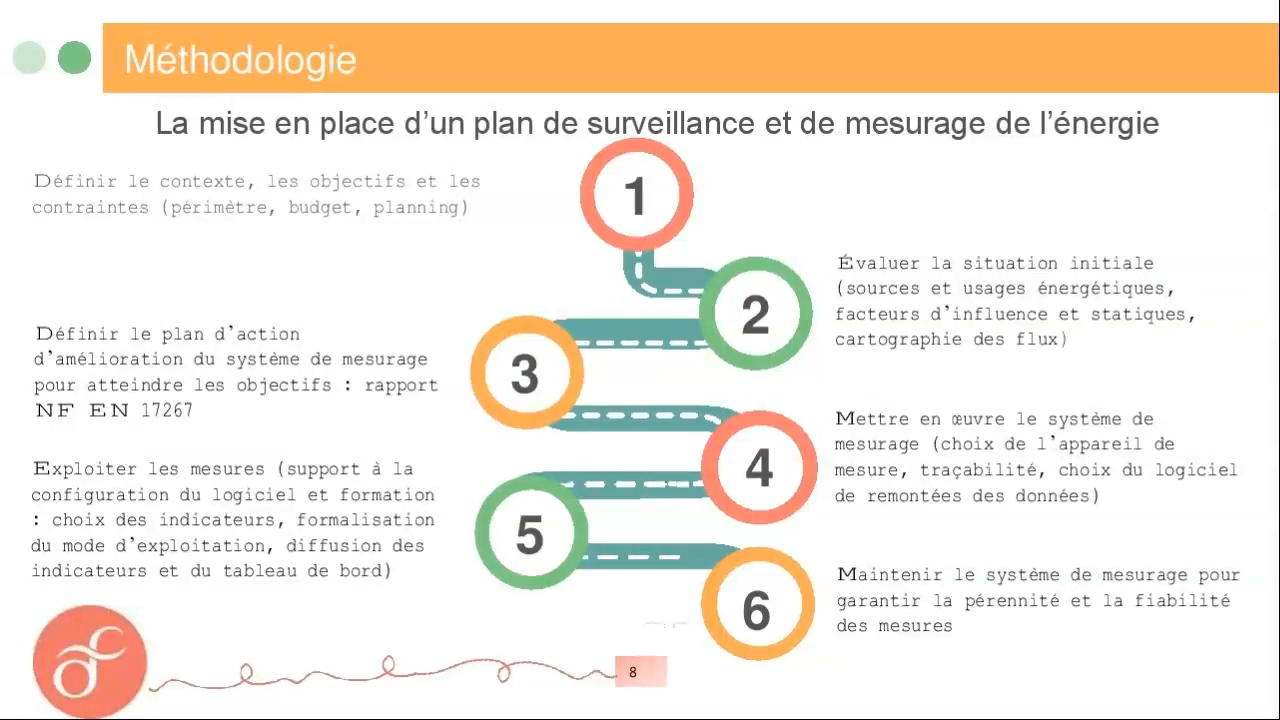 Méthodologie
La mise en place d’un plan de surveillance et de mesurage de l’énergie
1
Définir le contexte, les objectifs et les
contraintes (périmètre, budget, planning)
2
Évaluer la situation initiale
(sources et usages énergétiques,
facteurs d’influence et statiques,
cartographie des flux)
3
Définir le plan d’action
d’amélioration du système de mesurage
pour atteindre les objectifs : rapport
NF EN 17267
4
Mettre en œuvre le système de
mesurage (choix de l’appareil de
mesure, traçabilité, choix du logiciel
de remontées des données)
5
Exploiter les mesures (support à la
configuration du logiciel et formation
: choix des indicateurs, formalisation
du mode d’exploitation, diffusion des
indicateurs et du tableau de bord)
6
Maintenir le système de mesurage pour
garantir la pérennité et la fiabilité
des mesures
8